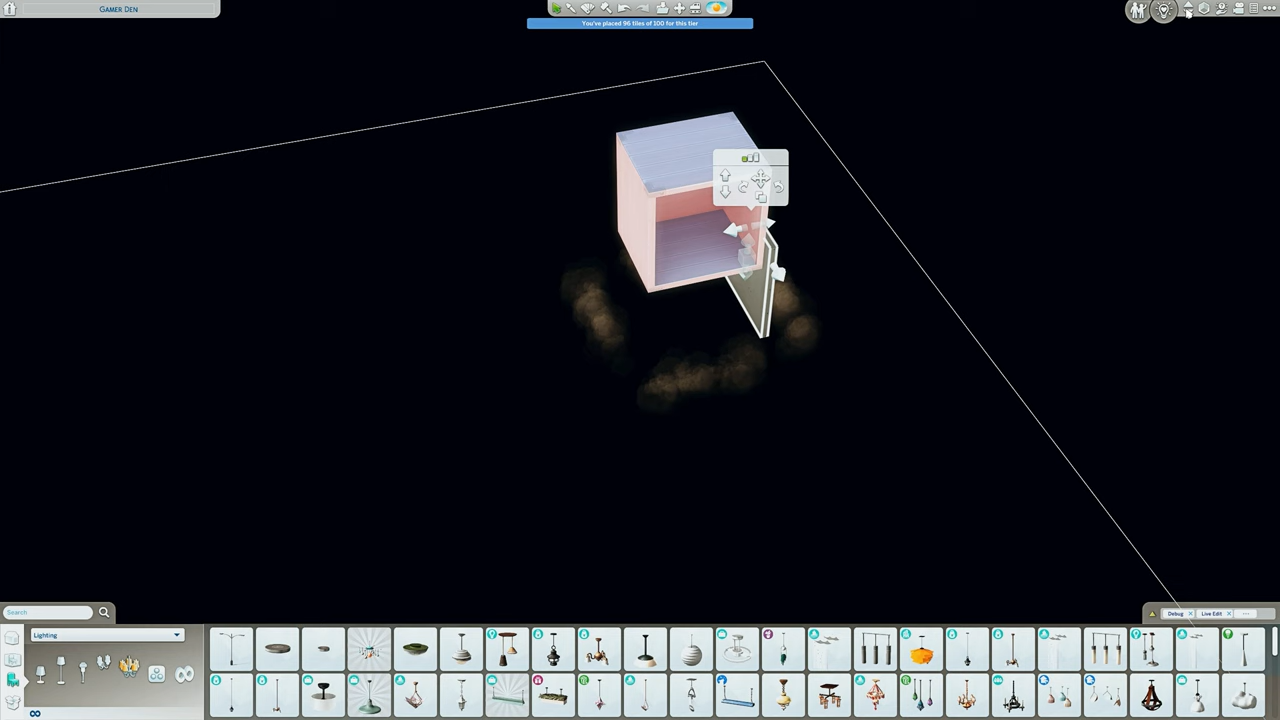 Gamer Den
You've placed 96 tiles of 100 for this tier
Search
Debug
Live Edit
Lighting